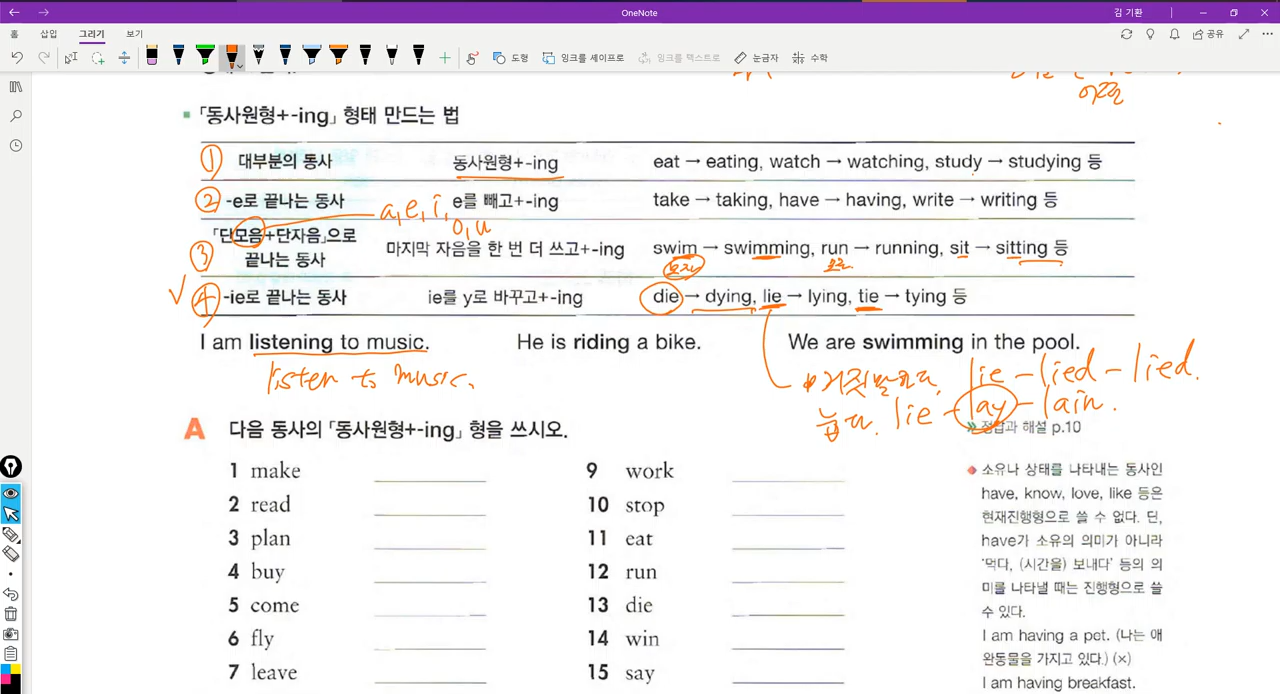 OneNote
김 기환
홈 삽입 그리기 보기
공유
도형 잉크를 셰이프로 잉크를 텍스트로 눈금자 수학
어쩔
「동사원형+-ing」 형태 만드는 법
① 대부분의 동사 동사원형+-ing eat → eating, watch → watching, study → studying 등
② -e로 끝나는 동사 e를 빼고+-ing take → taking, have → having, write → writing 등
a, e, i,
o, u
「단모음+단자음」으로
③ 끝나는 동사 마지막 자음을 한 번 더 쓰고+-ing swim → swimming, run → running, sit → sitting 등
모자
④ -ie로 끝나는 동사 ie를 y로 바꾸고+-ing die → dying, lie → lying, tie → tying 등
I am listening to music. He is riding a bike. We are swimming in the pool.
listen to music.
거짓말하다. lie - lied - lied.
눕다. lie - lay - lain.
정답과 해설 p.10
A 다음 동사의 「동사원형+-ing」 형을 쓰시오.
1 make
2 read
3 plan
4 buy
5 come
6 fly
7 leave
9 work
10 stop
11 eat
12 run
13 die
14 win
15 say
소유나 상태를 나타내는 동사인
have, know, love, like 등은
현재진행형으로 쓸 수 없다. 단,
have가 소유의 의미가 아니라
'먹다, (시간을) 보내다' 등의 의
미를 나타낼 때는 진행형으로 쓸
수 있다.
I am having a pet. (나는 애
완동물을 가지고 있다.) (×)
I am having breakfast.